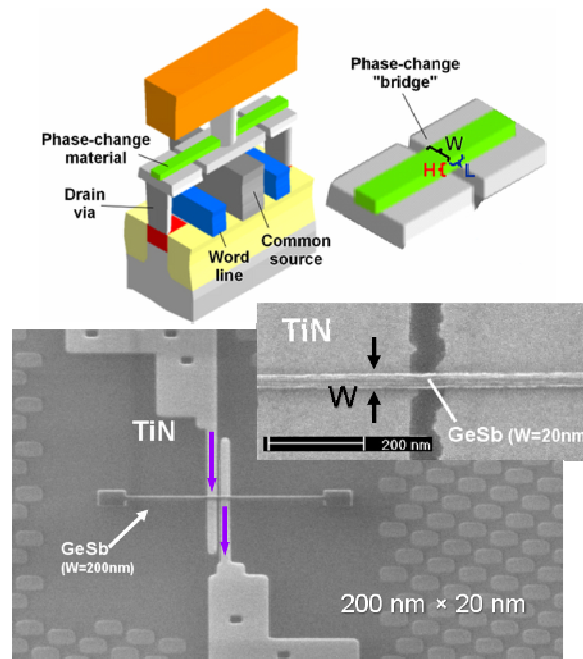 Phase-change
material
Drain
via
Word
line
Common
source
Phase-change
"bridge"
W
H
L
TiN
W
GeSb (W=20nm
200 nm
TiN
GeSb
(W=200nm)
200 nm × 20 nm